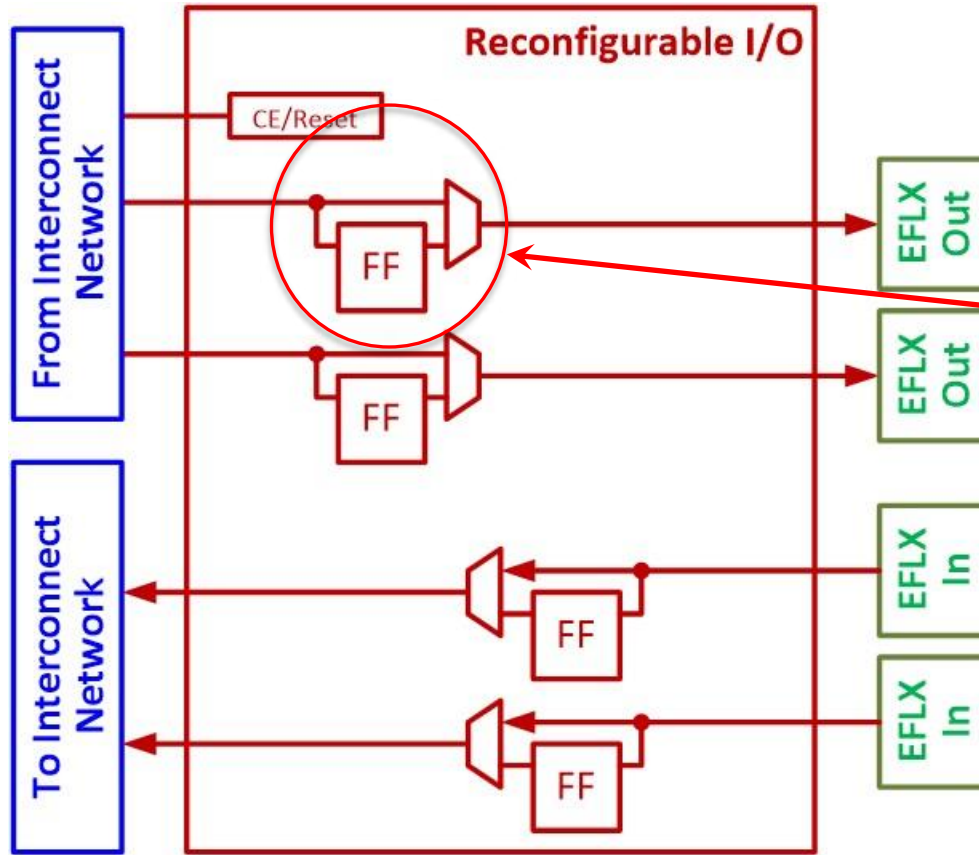 Reconfigurable I/O
From Interconnect
Network
CE/Reset
FF
EFLX
Out
FF
EFLX
Out
To Interconnect
Network
FF
EFLX
In
FF
EFLX
In